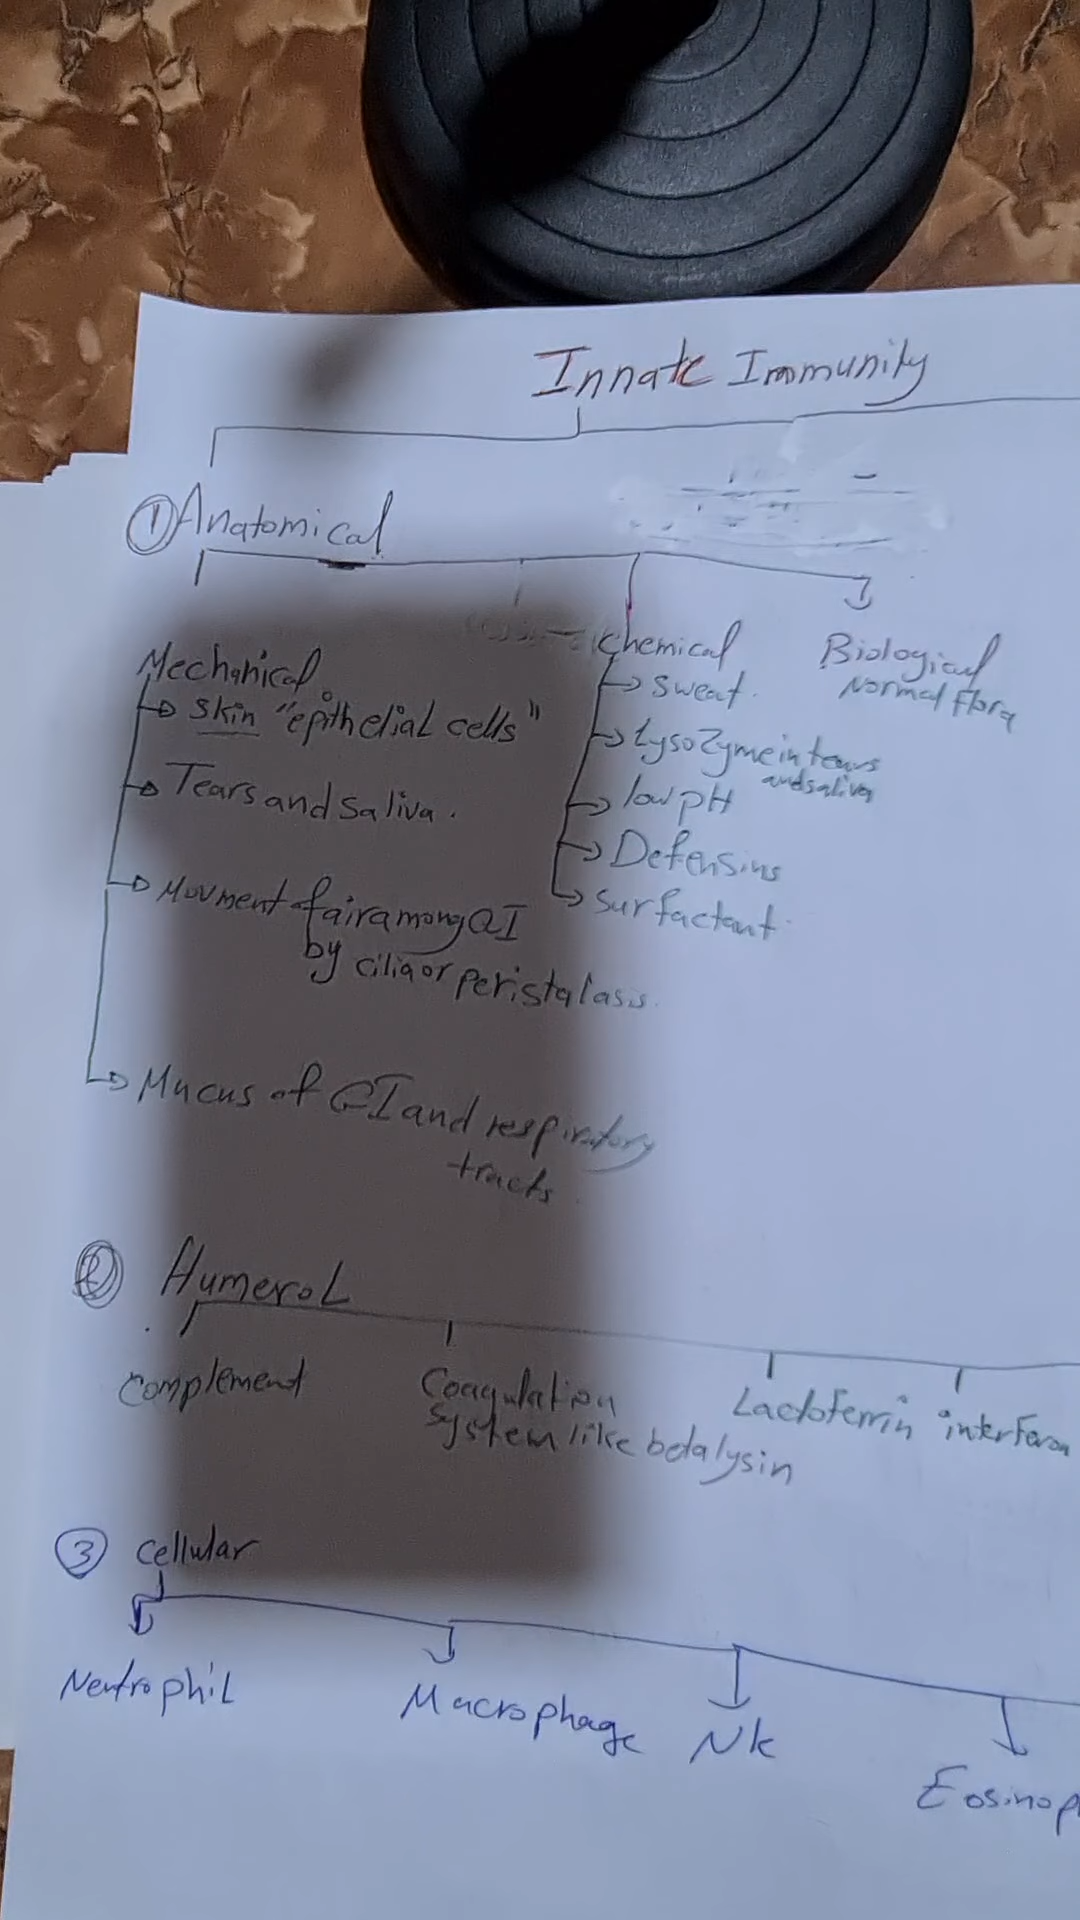 Innate Immunity
① Anatomical
Mechanical
skin "epithelial cells"
Tears and saliva.
Movment of air among GI
by cilia or peristalasis.
Mucus of GI and respiratory
tracts.
chemical
sweat.
Lysozyme in tears
and saliva
low pH
Defensins
surfactant.
Biological
Normal flora
② Humerol
complement
Coagulation
system like betalysin
Lactoferrin
interferon
③ cellular
Neutrophil
Macrophage
NK
Eosinop